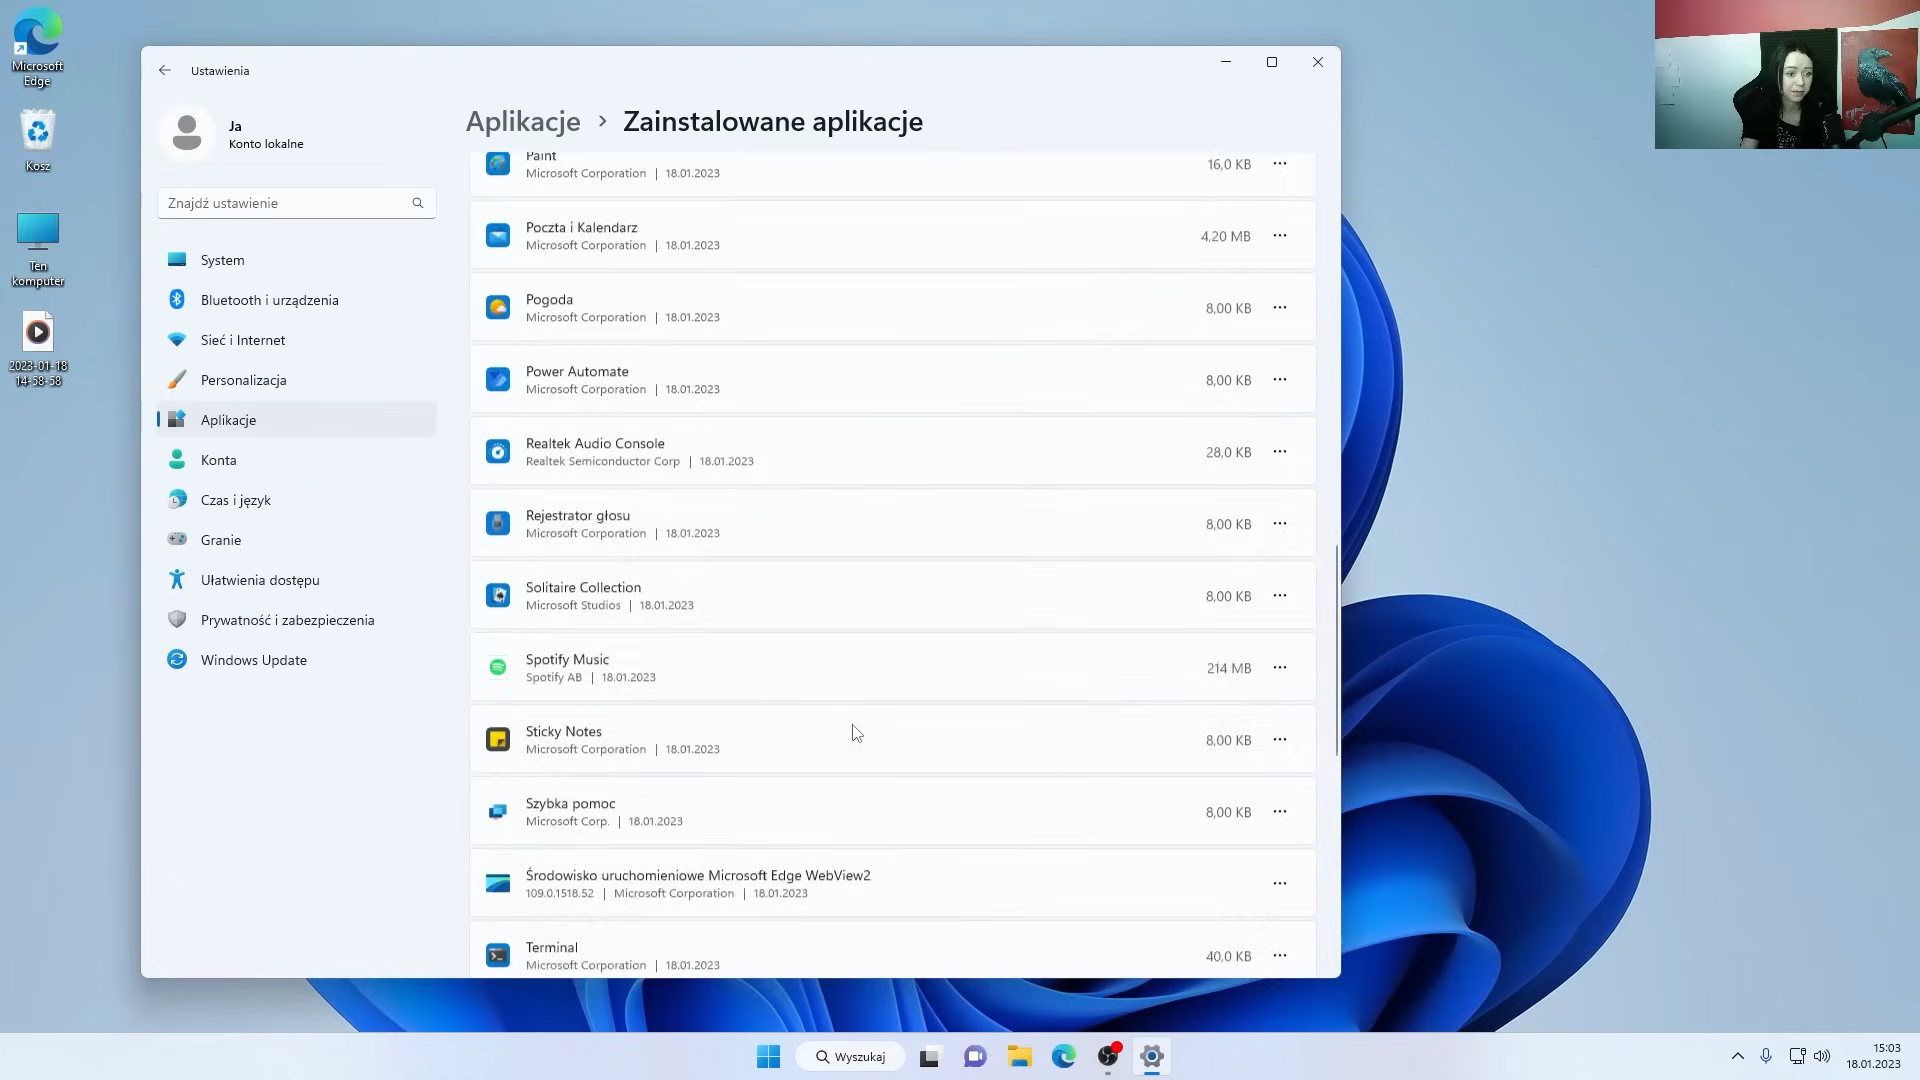 Microsoft
Edge
Kosz
Ten
komputer
2023-01-18
14-58-58
Ustawienia
Ja
Konto lokalne
Znajdź ustawienie
System
Bluetooth i urządzenia
Sieć i Internet
Personalizacja
Aplikacje
Konta
Czas i język
Granie
Ułatwienia dostępu
Prywatność i zabezpieczenia
Windows Update
Aplikacje > Zainstalowane aplikacje
Paint
Microsoft Corporation | 18.01.2023
16,0 KB
Poczta i Kalendarz
Microsoft Corporation | 18.01.2023
4,20 MB
Pogoda
Microsoft Corporation | 18.01.2023
8,00 KB
Power Automate
Microsoft Corporation | 18.01.2023
8,00 KB
Realtek Audio Console
Realtek Semiconductor Corp | 18.01.2023
28,0 KB
Rejestrator głosu
Microsoft Corporation | 18.01.2023
8,00 KB
Solitaire Collection
Microsoft Studios | 18.01.2023
8,00 KB
Spotify Music
Spotify AB | 18.01.2023
214 MB
Sticky Notes
Microsoft Corporation | 18.01.2023
8,00 KB
Szybka pomoc
Microsoft Corp. | 18.01.2023
8,00 KB
Środowisko uruchomieniowe Microsoft Edge WebView2
109.0.1518.52 | Microsoft Corporation | 18.01.2023
Terminal
Microsoft Corporation | 18.01.2023
40,0 KB
Wyszukaj
15:03
18.01.2023